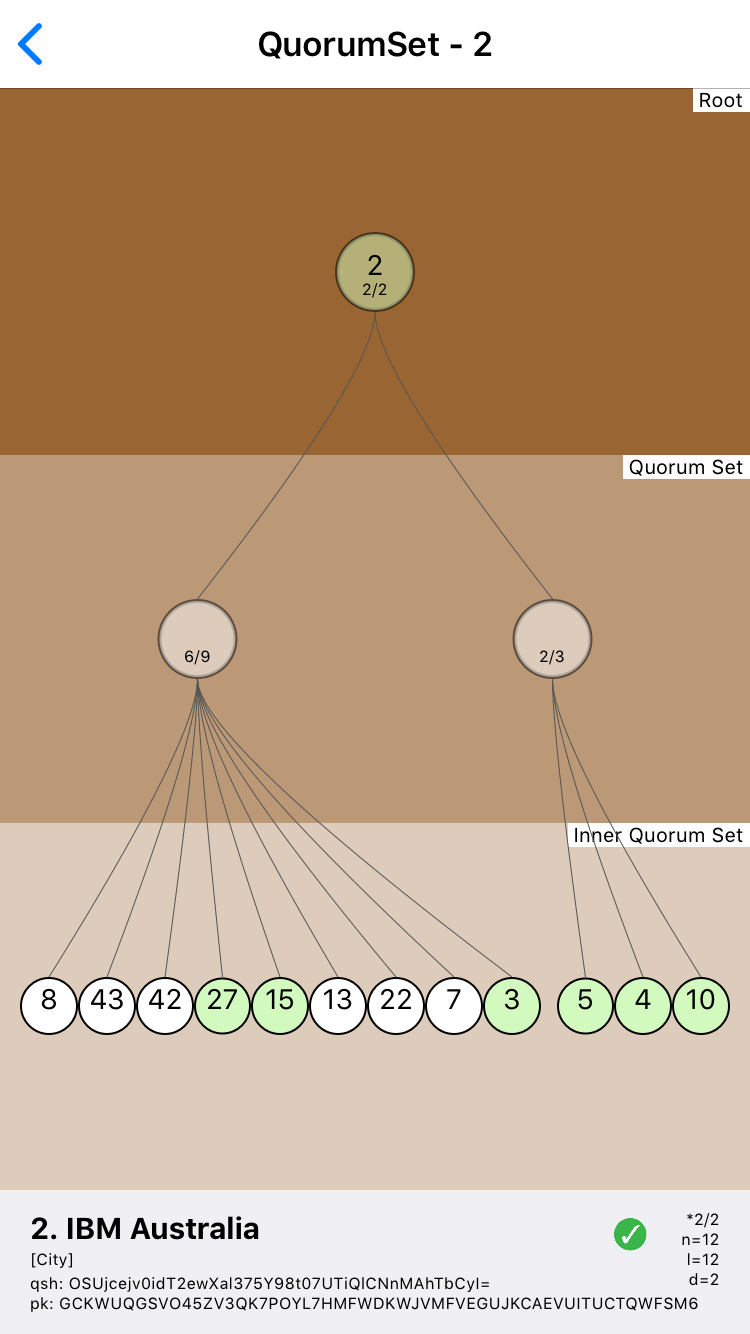 QuorumSet - 2
Root
2
2/2
Quorum Set
6/9
2/3
Inner Quorum Set
8 43 42 27 15 13 22 7 3 5 4 10
2. IBM Australia
*2/2
n=12
[City]
l=12
qsh: OSUjcejv0idT2ewXal375Y98t07UTiQlCNnMAhTbCyI=
d=2
pk: GCKWUQGSVO45ZV3QK7POYL7HMFWDKWJVMFVEGUJKCAEVUITUCTQWFSM6